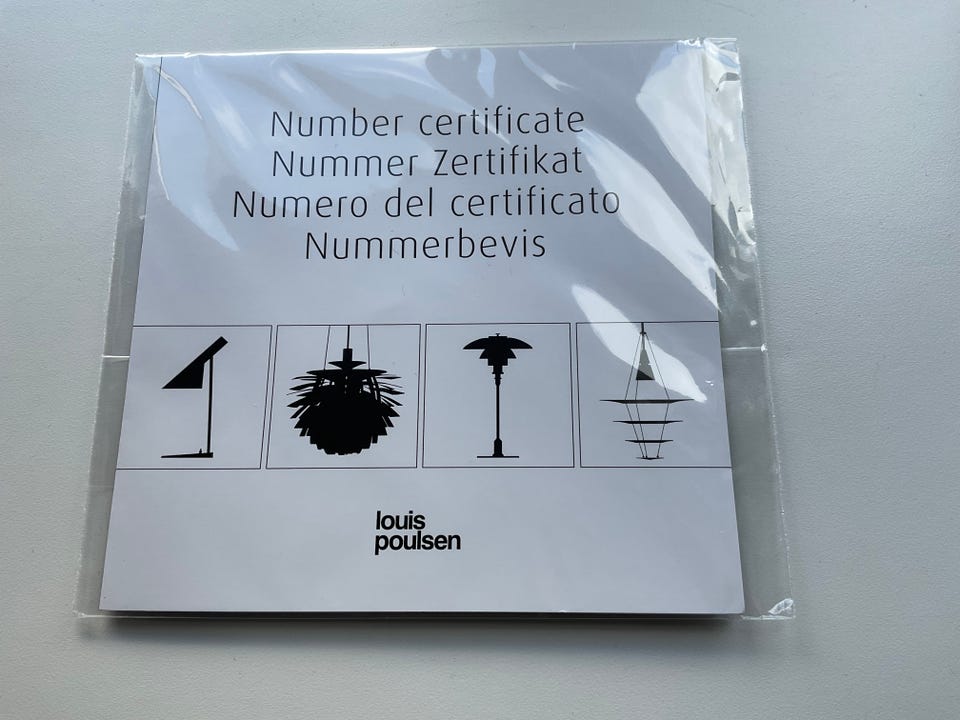 Number certificate
Nummer Zertifikat
Numero del certificato
Nummerbevis
louis
poulsen